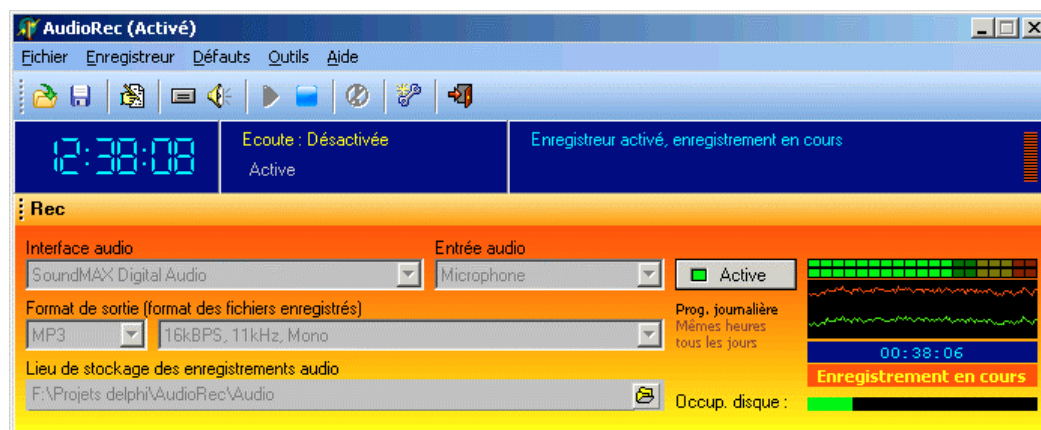 AudioRec (Activé)
Fichier Enregistreur Défauts Outils Aide
12:38:08
Ecoute : Désactivée
Active
Enregistreur activé, enregistrement en cours
Rec
Interface audio
Entrée audio
SoundMAX Digital Audio
Microphone
Active
Format de sortie (format des fichiers enregistrés)
MP3
16kBPS, 11kHz, Mono
Prog. journalière
Mêmes heures
tous les jours
00:38:06
Enregistrement en cours
Lieu de stockage des enregistrements audio
F:\Projets delphi\AudioRec\Audio
Occup. disque :